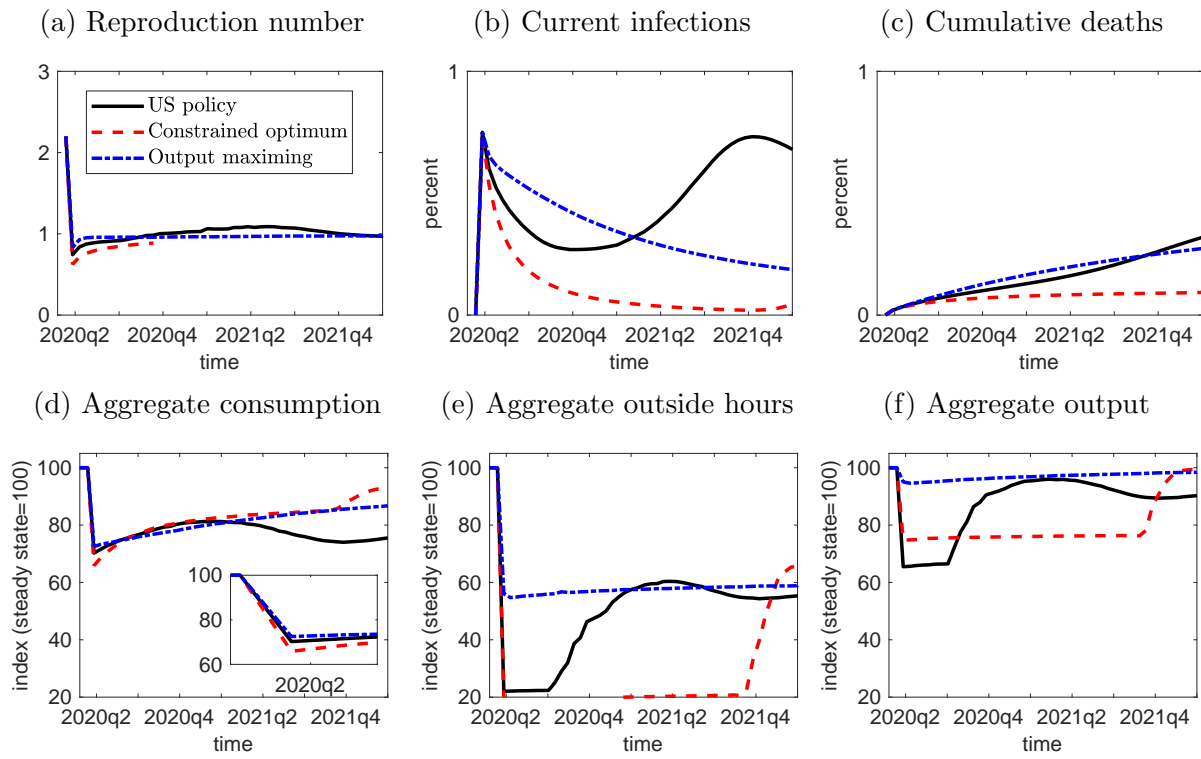 (a) Reproduction number
(b) Current infections
(c) Cumulative deaths
3
2
1
0
US policy
Constrained optimum
Output maximing
2020q2 2020q4 2021q2 2021q4
time
1
0
percent
2020q2 2020q4 2021q2 2021q4
time
1
0
percent
2020q2 2020q4 2021q2 2021q4
time
(d) Aggregate consumption
(e) Aggregate outside hours
(f) Aggregate output
index (steady state=100)
100
80
60
40
20
100
80
60
2020q2
2020q2 2020q4 2021q2 2021q4
time
index (steady state=100)
100
80
60
40
20
2020q2 2020q4 2021q2 2021q4
time
index (steady state=100)
100
80
60
40
20
2020q2 2020q4 2021q2 2021q4
time